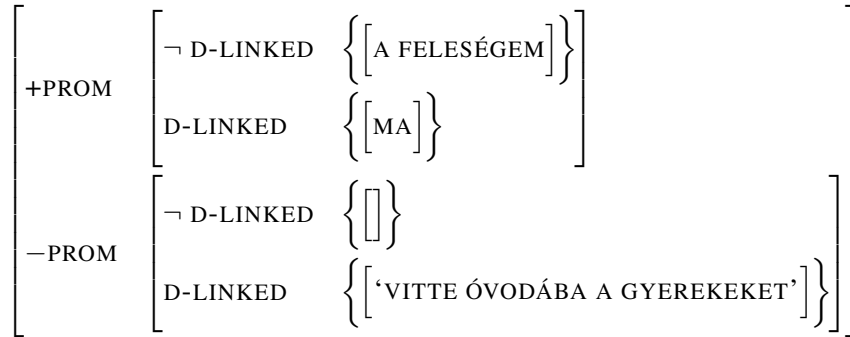 +PROM
¬ D-LINKED {[A FELESÉGEM]}
D-LINKED {[MA]}
−PROM
¬ D-LINKED {[]}
D-LINKED {[‘VITTE ÓVODÁBA A GYEREKEKET’]}